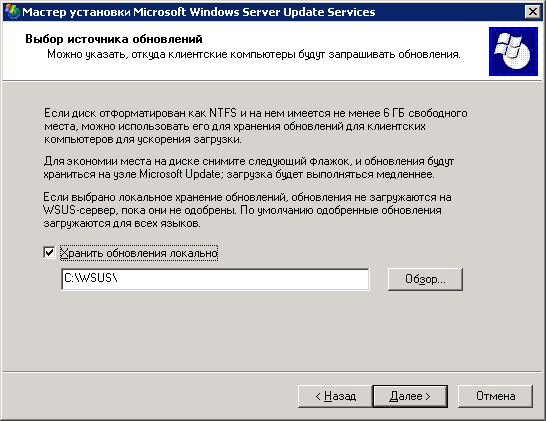 Мастер установки Microsoft Windows Server Update Services
Выбор источника обновлений
Можно указать, откуда клиентские компьютеры будут запрашивать обновления.
Если диск отформатирован как NTFS и на нем имеется не менее 6 ГБ свободного
места, можно использовать его для хранения обновлений для клиентских
компьютеров для ускорения загрузки.
Для экономии места на диске снимите следующий флажок, и обновления будут
храниться на узле Microsoft Update; загрузка будет выполняться медленнее.
Если выбрано локальное хранение обновлений, обновления не загружаются на
WSUS-сервер, пока они не одобрены. По умолчанию одобренные обновления
загружаются для всех языков.
Хранить обновления локально
C:\WSUS\
Обзор...
< Назад
Далее >
Отмена